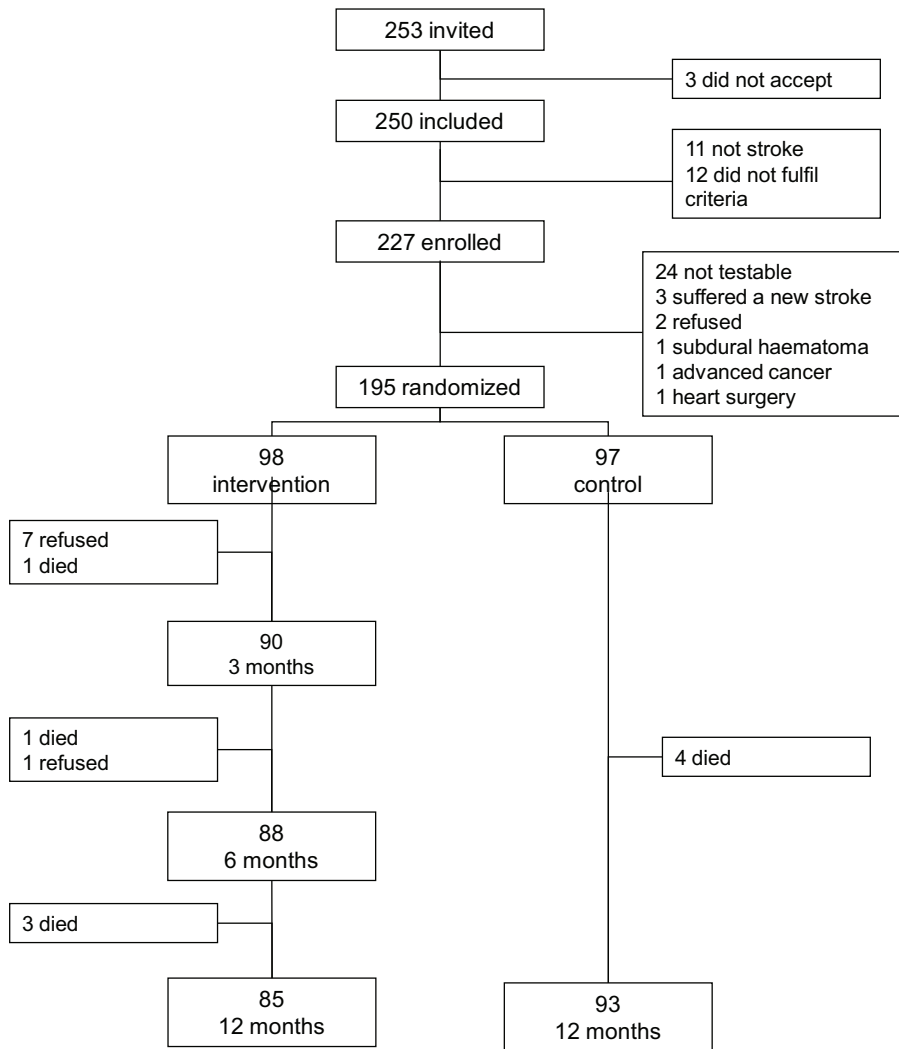 253 invited
3 did not accept
250 included
11 not stroke
12 did not fulfil
criteria
227 enrolled
24 not testable
3 suffered a new stroke
2 refused
1 subdural haematoma
1 advanced cancer
1 heart surgery
195 randomized
98
intervention
97
control
7 refused
1 died
90
3 months
1 died
1 refused
4 died
88
6 months
3 died
85
12 months
93
12 months